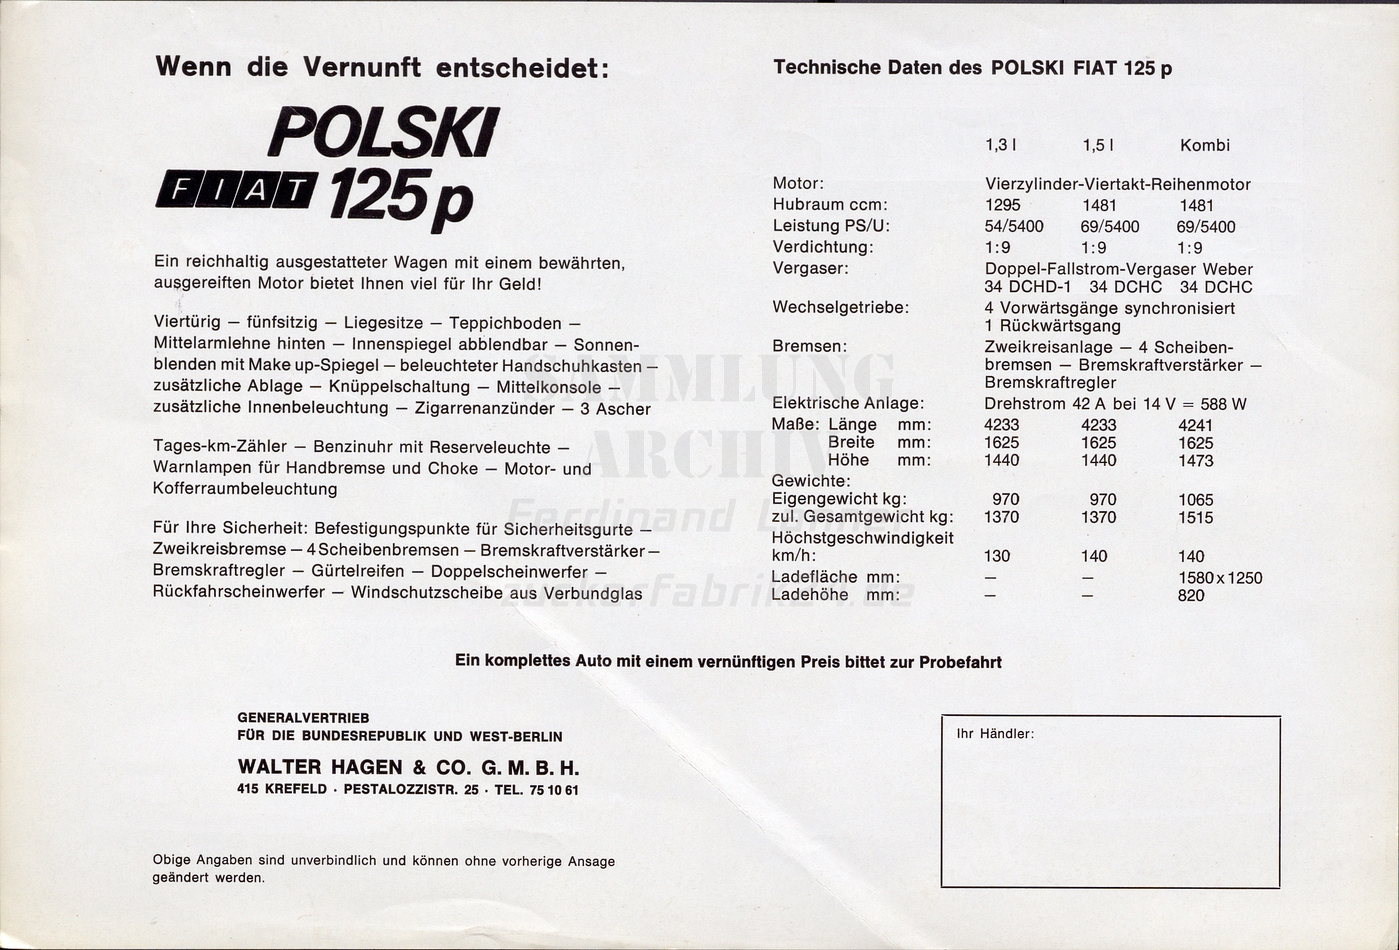 Wenn die Vernunft entscheidet:
POLSKI
FIAT 125p
Ein reichhaltig ausgestatteter Wagen mit einem bewährten,
ausgereiften Motor bietet Ihnen viel für Ihr Geld!
Viertürig — fünfsitzig — Liegesitze — Teppichboden —
Mittelarmlehne hinten — Innenspiegel abblendbar — Sonnen-
blenden mit Make up-Spiegel — beleuchteter Handschuhkasten —
zusätzliche Ablage — Knüppelschaltung — Mittelkonsole —
zusätzliche Innenbeleuchtung — Zigarrenanzünder — 3 Ascher
Tages-km-Zähler — Benzinuhr mit Reserveleuchte —
Warnlampen für Handbremse und Choke — Motor- und
Kofferraumbeleuchtung
Für Ihre Sicherheit: Befestigungspunkte für Sicherheitsgurte —
Zweikreisbremse — 4 Scheibenbremsen — Bremskraftverstärker —
Bremskraftregler — Gürtelreifen — Doppelscheinwerfer —
Rückfahrscheinwerfer — Windschutzscheibe aus Verbundglas
Technische Daten des POLSKI FIAT 125 p
1,3 l 1,5 l Kombi
Motor: Vierzylinder-Viertakt-Reihenmotor
Hubraum ccm: 1295 1481 1481
Leistung PS/U: 54/5400 69/5400 69/5400
Verdichtung: 1:9 1:9 1:9
Vergaser: Doppel-Fallstrom-Vergaser Weber
34 DCHD-1 34 DCHC 34 DCHC
Wechselgetriebe: 4 Vorwärtsgänge synchronisiert
1 Rückwärtsgang
Bremsen: Zweikreisanlage — 4 Scheiben-
bremsen — Bremskraftverstärker —
Bremskraftregler
Elektrische Anlage: Drehstrom 42 A bei 14 V = 588 W
Maße: Länge mm: 4233 4233 4241
Breite mm: 1625 1625 1625
Höhe mm: 1440 1440 1473
Gewichte:
Eigengewicht kg: 970 970 1065
zul. Gesamtgewicht kg: 1370 1370 1515
Höchstgeschwindigkeit
km/h: 130 140 140
Ladefläche mm: — — 1580 x 1250
Ladehöhe mm: — — 820
SAMMLUNG
ARCHIV
Ferdinand
zuckerfabrik24.de
Ein komplettes Auto mit einem vernünftigen Preis bittet zur Probefahrt
GENERALVERTRIEB
FÜR DIE BUNDESREPUBLIK UND WEST-BERLIN
WALTER HAGEN & CO. G. M. B. H.
415 KREFELD · PESTALOZZISTR. 25 · TEL. 75 10 61
Ihr Händler:
Obige Angaben sind unverbindlich und können ohne vorherige Ansage
geändert werden.